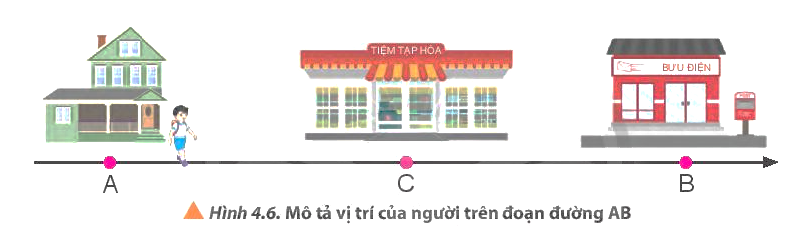 TIỆM TẠP HÓA
BƯU ĐIỆN
A
C
B
Hình 4.6. Mô tả vị trí của người trên đoạn đường AB